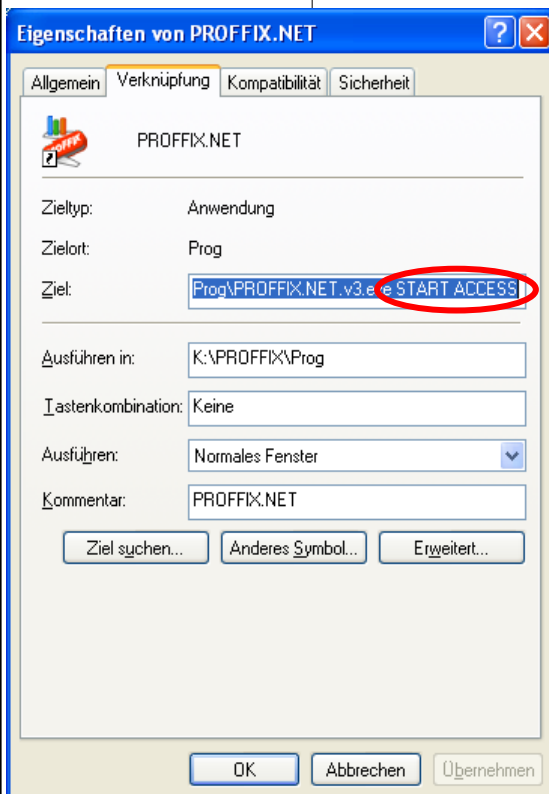 Eigenschaften von PROFFIX.NET
Allgemein Verknüpfung Kompatibilität Sicherheit
PROFFIX.NET
Zieltyp: Anwendung
Zielort: Prog
Ziel: Prog\PROFFIX.NET.v3.exe START ACCESS
Ausführen in: K:\PROFFIX\Prog
Tastenkombination: Keine
Ausführen: Normales Fenster
Kommentar: PROFFIX.NET
Ziel suchen... Anderes Symbol... Erweitert...
OK Abbrechen Übernehmen